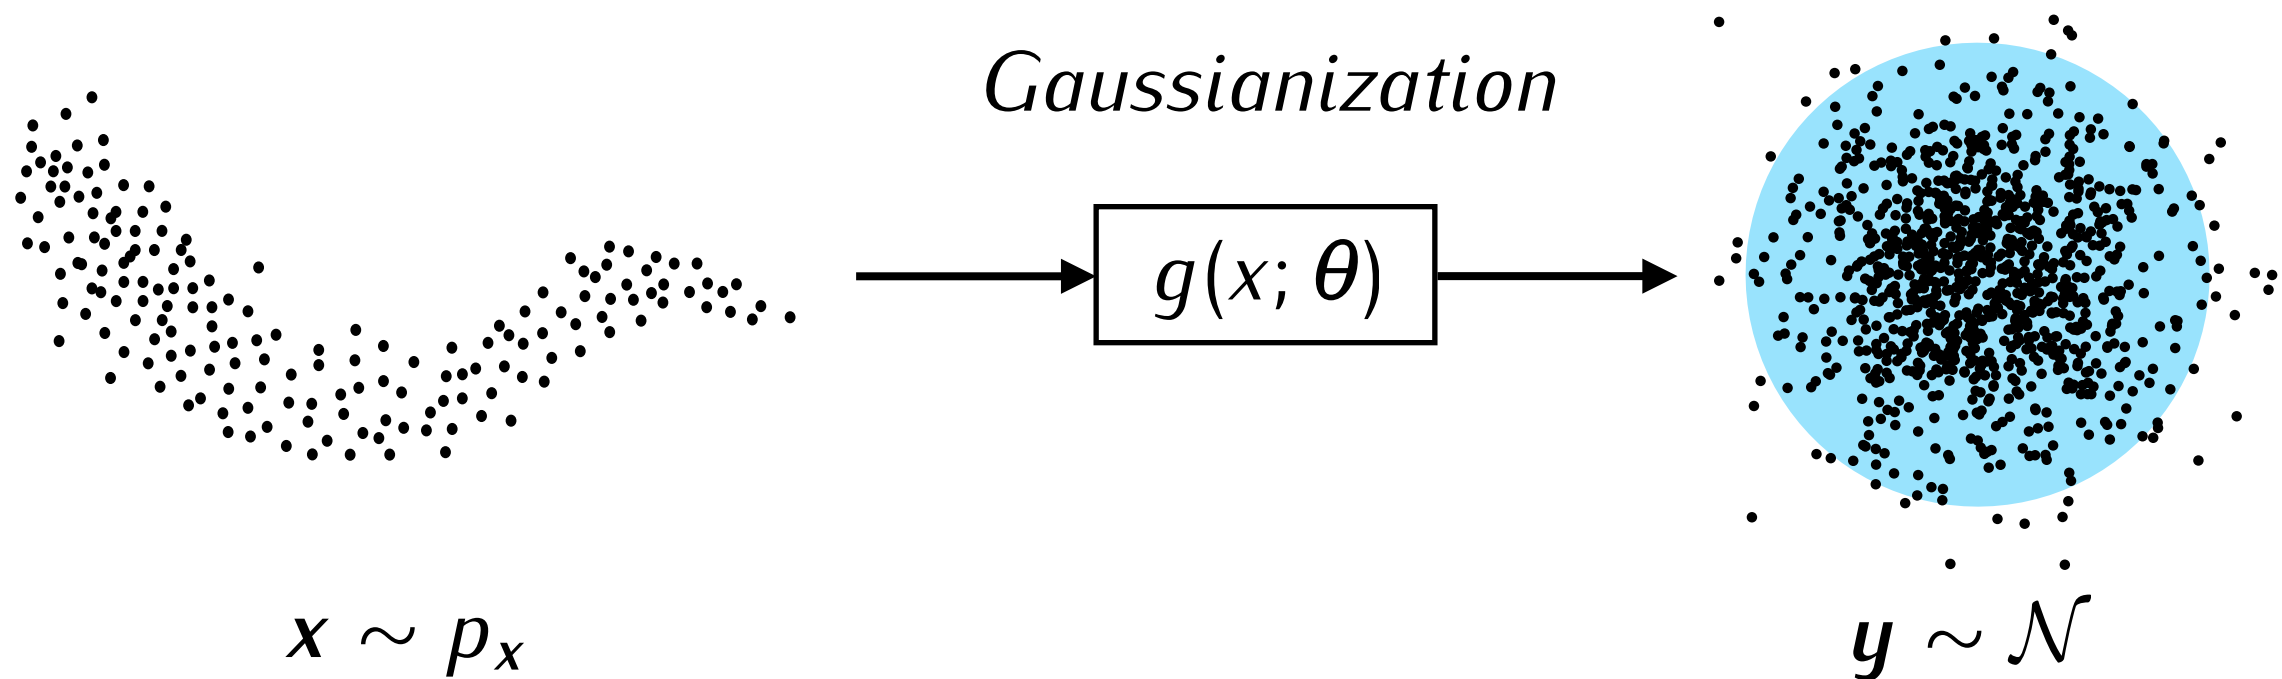 Gaussianization
g(x; θ)
x ∼ pₓ
y ∼ 𝒩